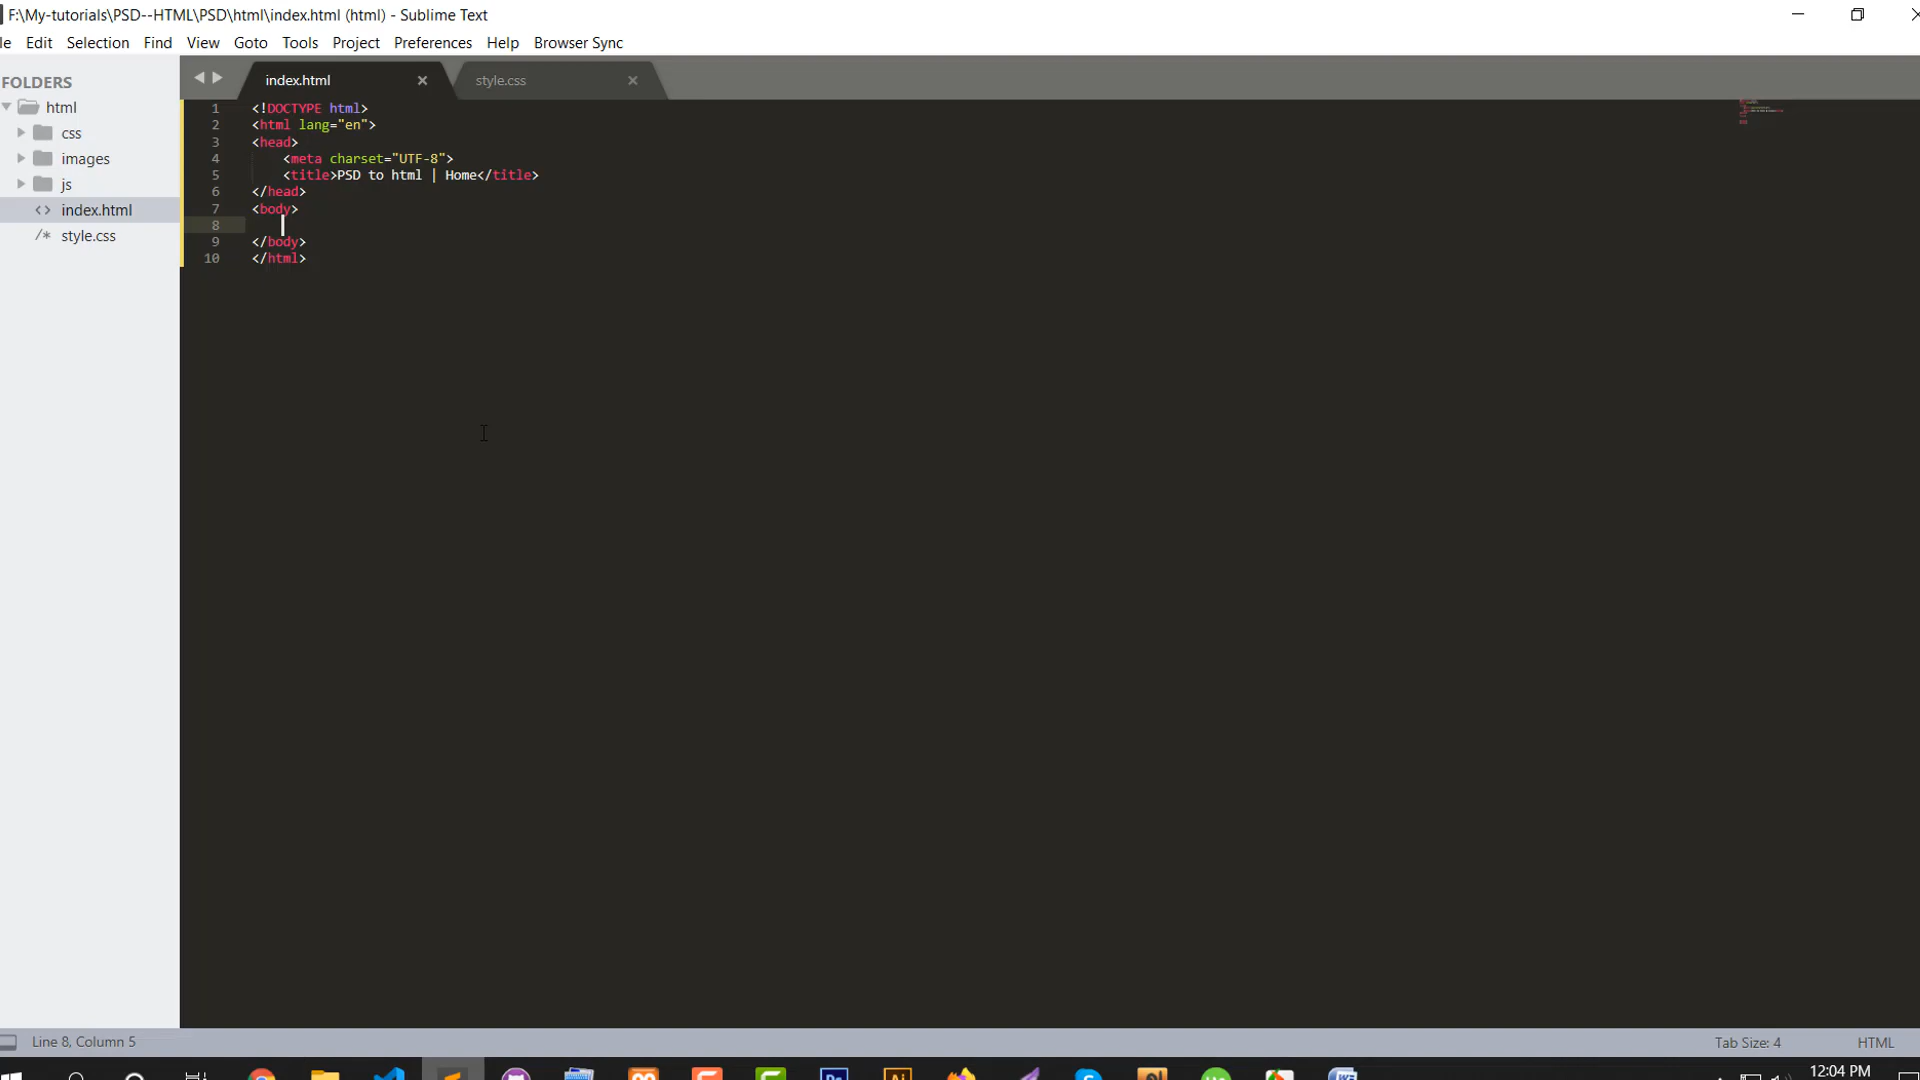 F:\My-tutorials\PSD--HTML\PSD\html\index.html (html) - Sublime Text
le Edit Selection Find View Goto Tools Project Preferences Help Browser Sync
FOLDERS
html
css
images
js
<> index.html
/* style.css
index.html ×
style.css ×
1 <!DOCTYPE html>
2 <html lang="en">
3 <head>
4 <meta charset="UTF-8">
5 <title>PSD to html | Home</title>
6 </head>
7 <body>
8
9 </body>
10 </html>
Line 8, Column 5
Tab Size: 4
HTML
Ps
Ai
12:04 PM